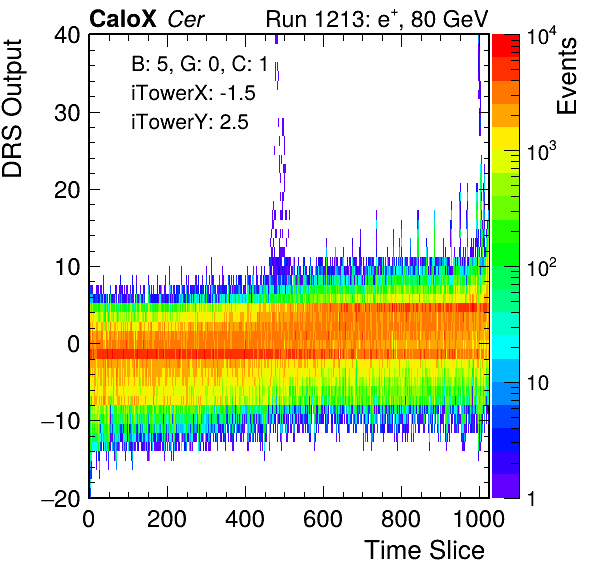 CaloX Cer Run 1213: e+, 80 GeV
B: 5, G: 0, C: 1
iTowerX: -1.5
iTowerY: 2.5
DRS Output
40
30
20
10
0
−10
−20
0 200 400 600 800 1000
Time Slice
Events
10^4
10^3
10^2
10
1